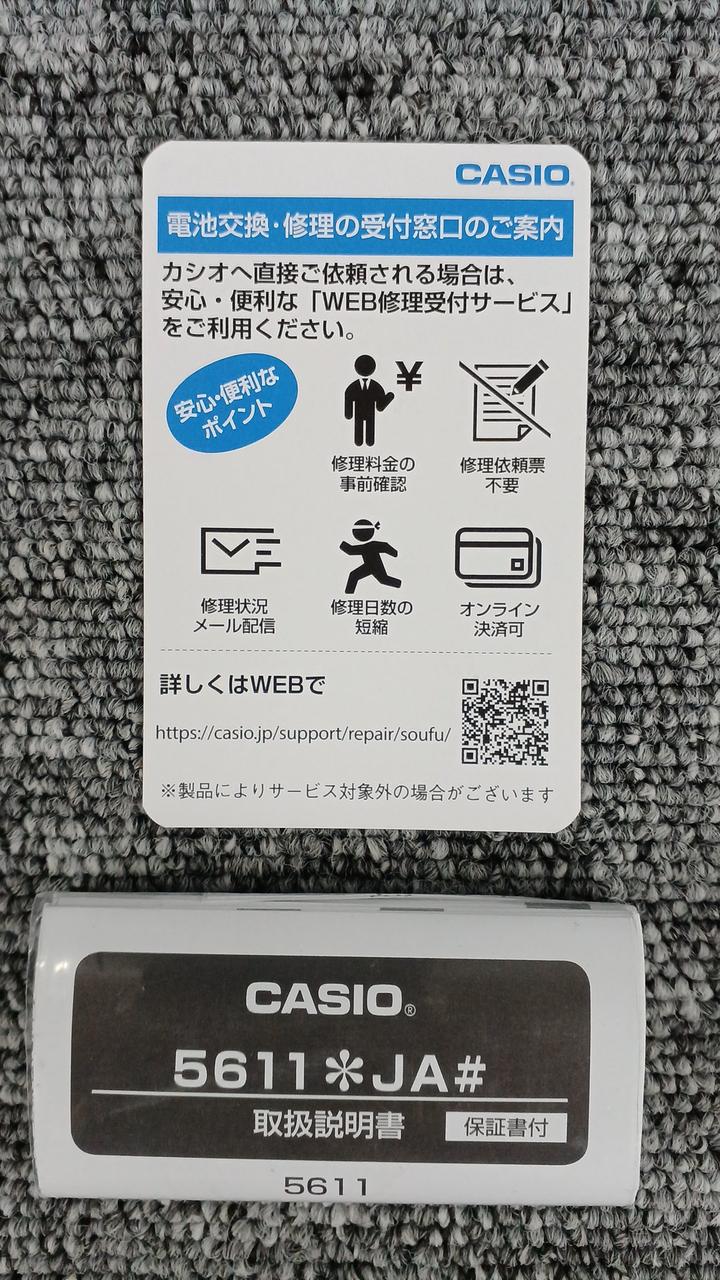 CASIO
電池交換・修理の受付窓口のご案内
カシオへ直接ご依頼される場合は、
安心・便利な「WEB修理受付サービス」
をご利用ください。
安心・便利な
ポイント
¥
修理料金の
事前確認
修理依頼票
不要
修理状況
メール配信
修理日数の
短縮
オンライン
決済可
詳しくはWEBで
https://casio.jp/support/repair/soufu/
※製品によりサービス対象外の場合がございます
CASIO®
5611✻JA#
取扱説明書 保証書付
5611